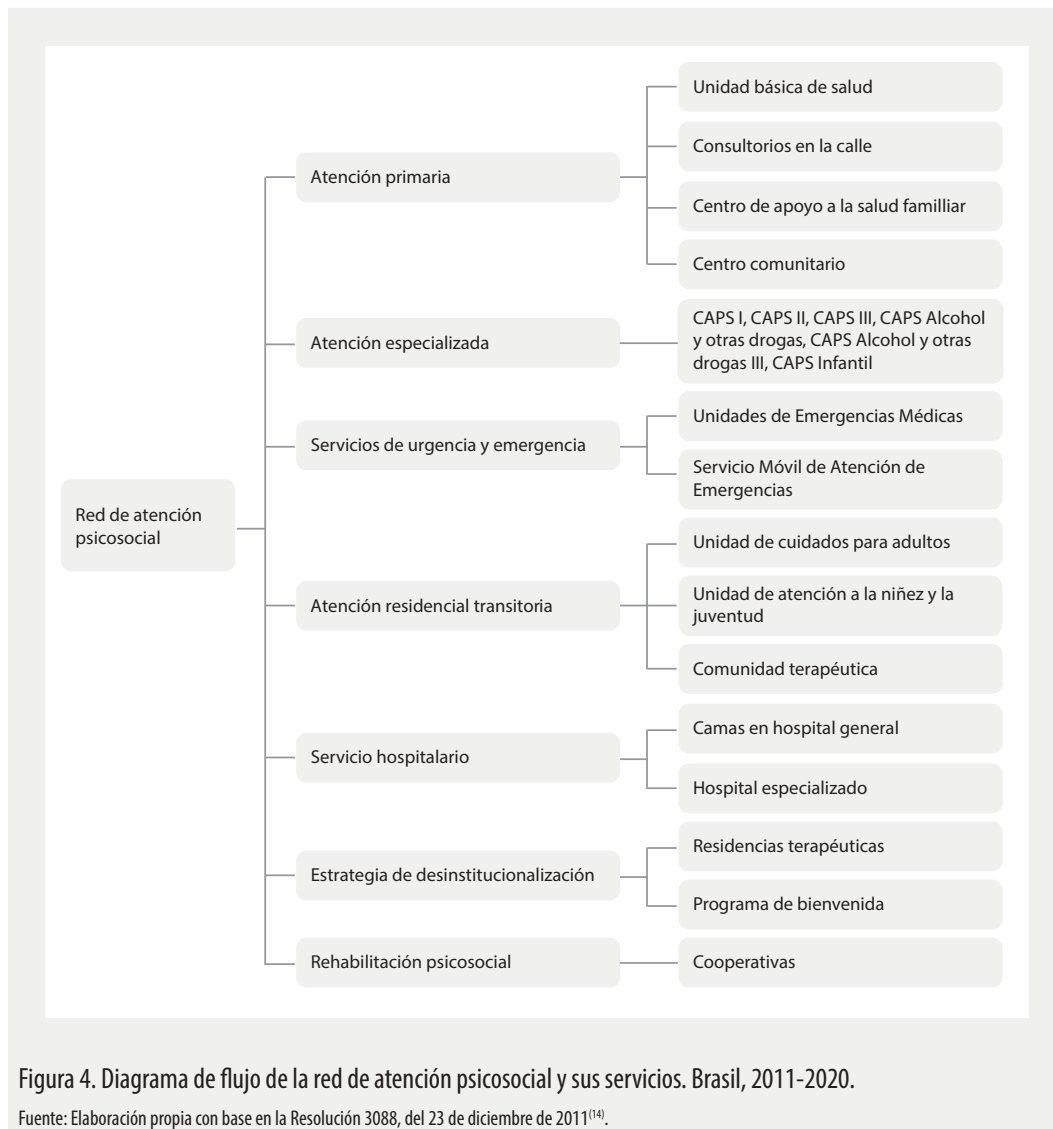 Red de atención
psicosocial
Atención primaria
Unidad básica de salud
Consultorios en la calle
Centro de apoyo a la salud familliar
Centro comunitario
Atención especializada
CAPS I, CAPS II, CAPS III, CAPS Alcohol
y otras drogas, CAPS Alcohol y otras
drogas III, CAPS Infantil
Servicios de urgencia y emergencia
Unidades de Emergencias Médicas
Servicio Móvil de Atención de
Emergencias
Atención residencial transitoria
Unidad de cuidados para adultos
Unidad de atención a la niñez y la
juventud
Comunidad terapéutica
Servicio hospitalario
Camas en hospital general
Hospital especializado
Estrategia de desinstitucionalización
Residencias terapéuticas
Programa de bienvenida
Rehabilitación psicosocial
Cooperativas
Figura 4. Diagrama de flujo de la red de atención psicosocial y sus servicios. Brasil, 2011-2020.
Fuente: Elaboración propia con base en la Resolución 3088, del 23 de diciembre de 2011(14).